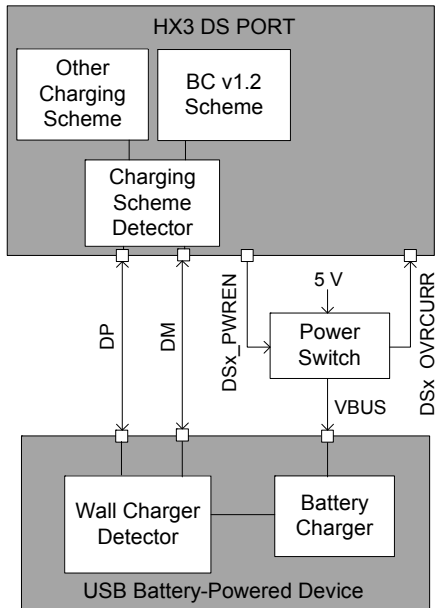 HX3 DS PORT
Other
Charging
Scheme
BC v1.2
Scheme
Charging
Scheme
Detector
DP
DM
DSx_PWREN
5 V
Power
Switch
DSx_OVRCURR
VBUS
Wall Charger
Detector
Battery
Charger
USB Battery-Powered Device